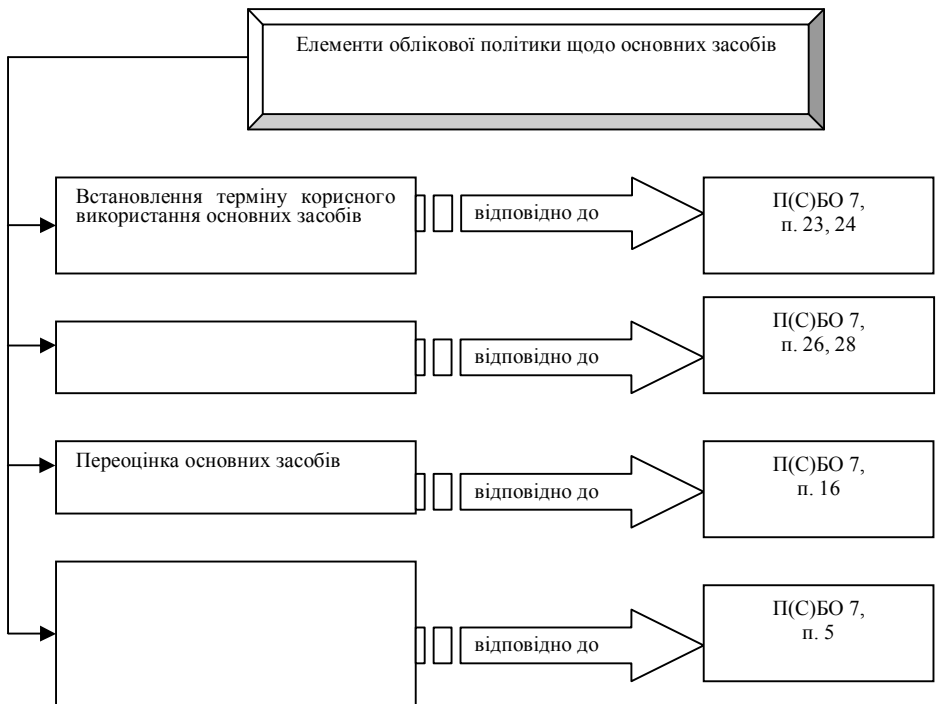 Елементи облікової політики щодо основних засобів
Встановлення терміну корисного
використання основних засобів
відповідно до
П(С)БО 7,
п. 23, 24
відповідно до
П(С)БО 7,
п. 26, 28
Переоцінка основних засобів
відповідно до
П(С)БО 7,
п. 16
відповідно до
П(С)БО 7,
п. 5